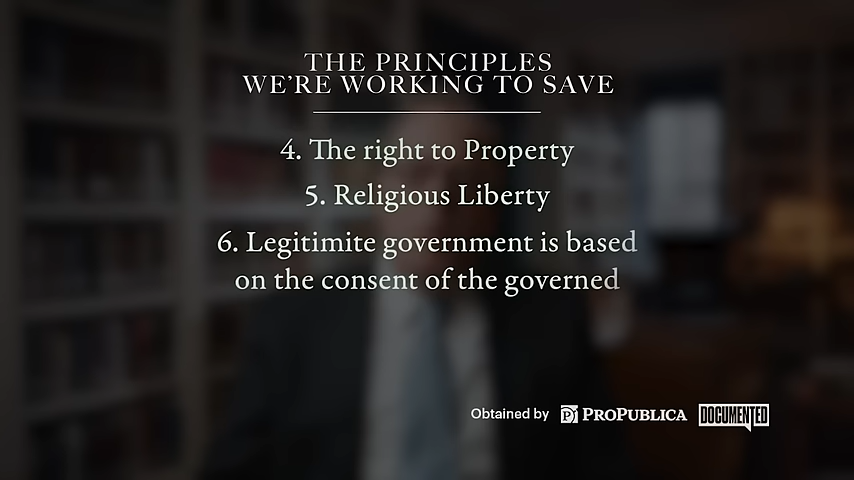 THE PRINCIPLES
WE'RE WORKING TO SAVE
4. The right to Property
5. Religious Liberty
6. Legitimite government is based
on the consent of the governed
Obtained by PROPUBLICA DOCUMENTED